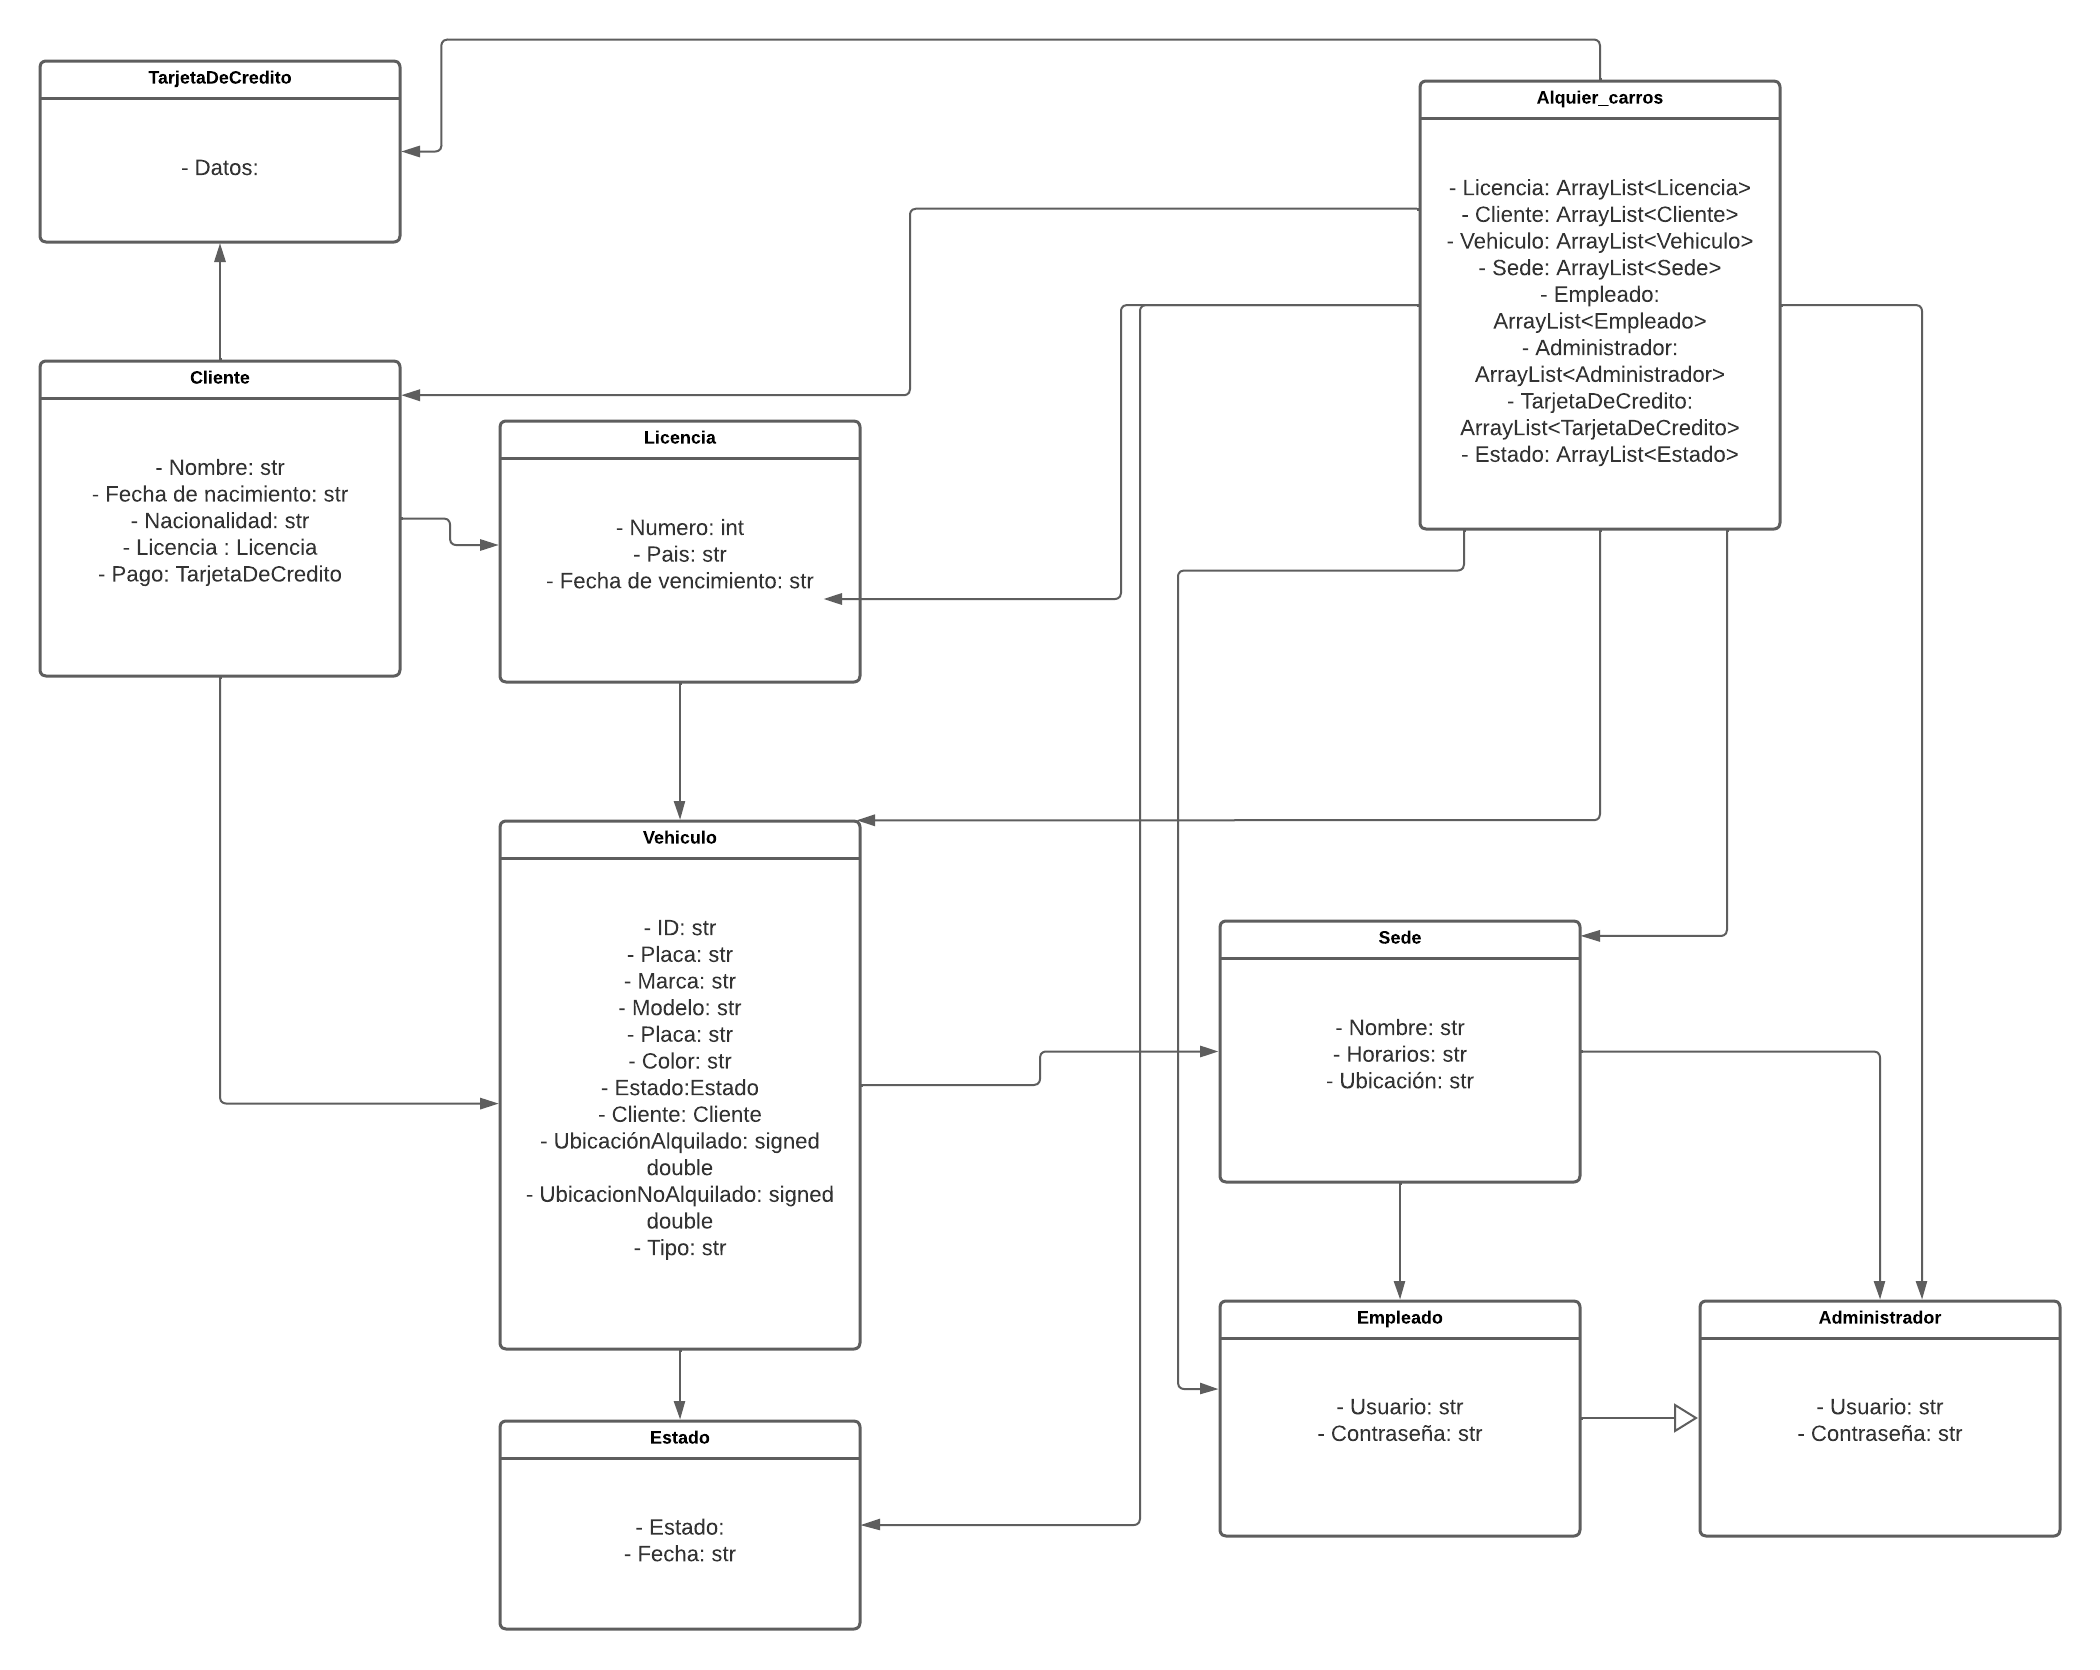 TarjetaDeCredito
- Datos:
Alquier_carros
- Licencia: ArrayList<Licencia>
- Cliente: ArrayList<Cliente>
- Vehiculo: ArrayList<Vehiculo>
- Sede: ArrayList<Sede>
- Empleado:
ArrayList<Empleado>
- Administrador:
ArrayList<Administrador>
- TarjetaDeCredito:
ArrayList<TarjetaDeCredito>
- Estado: ArrayList<Estado>
Cliente
- Nombre: str
- Fecha de nacimiento: str
- Nacionalidad: str
- Licencia : Licencia
- Pago: TarjetaDeCredito
Licencia
- Numero: int
- Pais: str
- Fecha de vencimiento: str
Vehiculo
- ID: str
- Placa: str
- Marca: str
- Modelo: str
- Placa: str
- Color: str
- Estado:Estado
- Cliente: Cliente
- UbicaciónAlquilado: signed
double
- UbicacionNoAlquilado: signed
double
- Tipo: str
Sede
- Nombre: str
- Horarios: str
- Ubicación: str
Empleado
- Usuario: str
- Contraseña: str
Administrador
- Usuario: str
- Contraseña: str
Estado
- Estado:
- Fecha: str